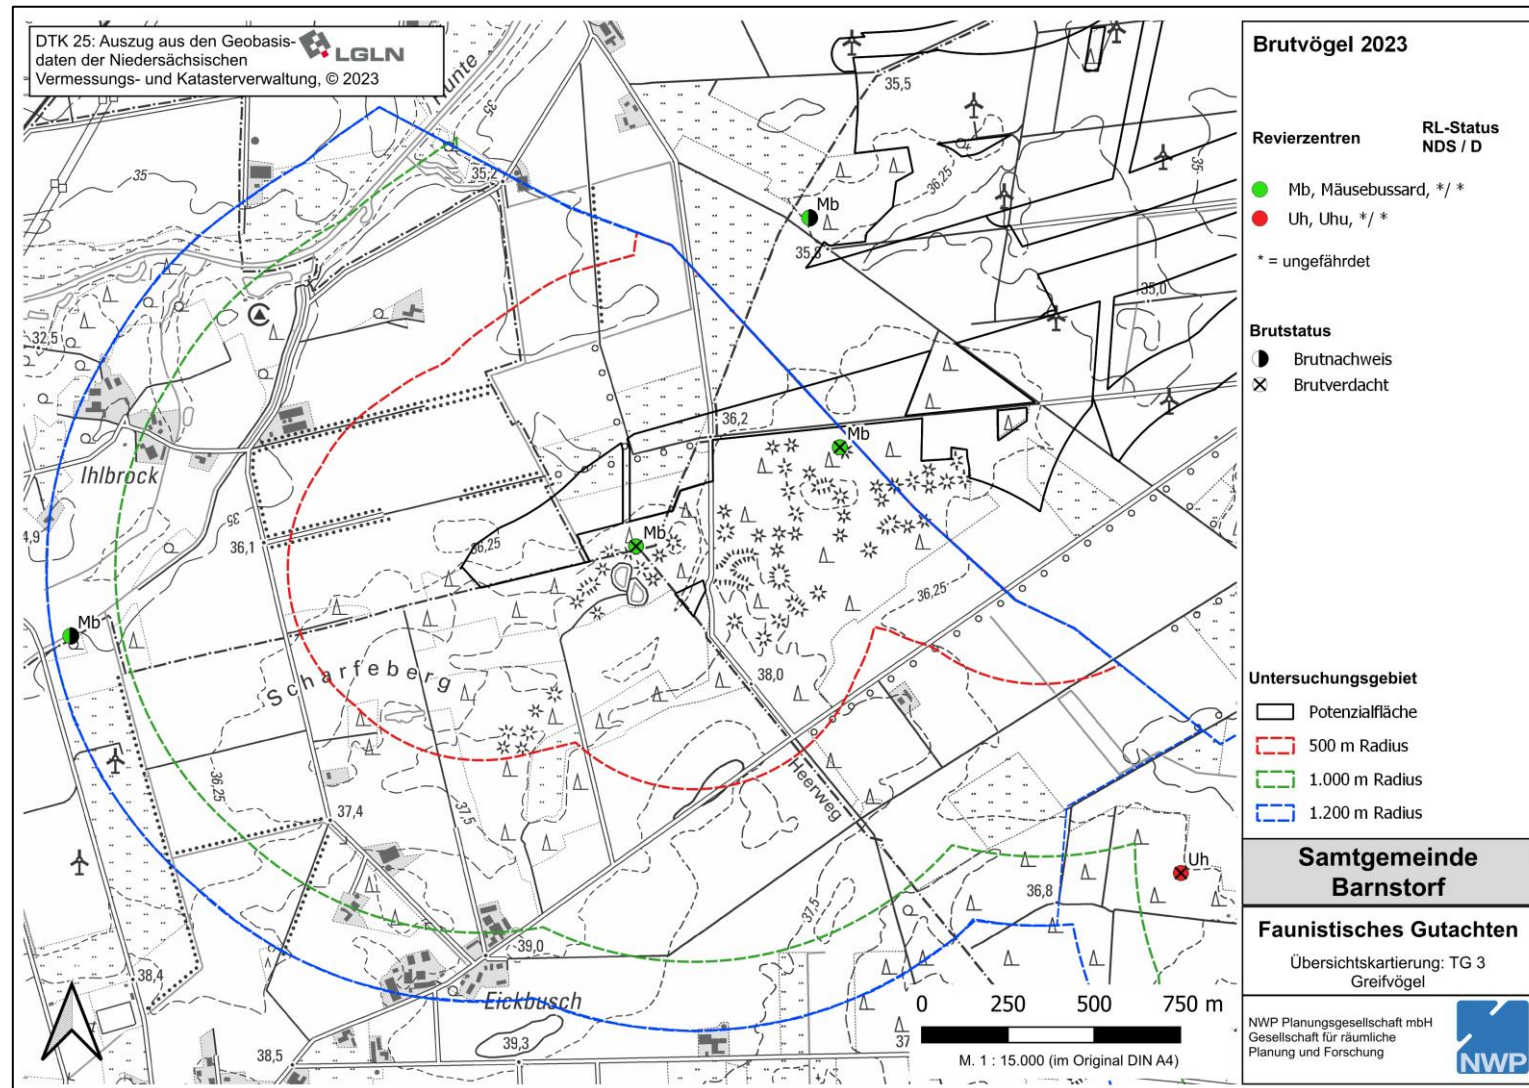 DTK 25: Auszug aus den Geobasis-
daten der Niedersächsischen
Vermessungs- und Katasterverwaltung, © 2023
LGLN
Hunte
35
35
35,2
35,5
36,25
35
Mb
35,8
35,0
32,5
Ihlbrock
36,2
Mb
35
36,1
36,25
Mb
36,25
Mb
Scharfeberg
38,0
36,25
37,4
37,5
Heerweg
Uh
36,8
37,5
39,0
38,4
Eickbusch
39,3
38,5
37
0 250 500 750 m
M. 1 : 15.000 (im Original DIN A4)
Brutvögel 2023
Revierzentren
RL-Status
NDS / D
Mb, Mäusebussard, */ *
Uh, Uhu, */ *
* = ungefährdet
Brutstatus
Brutnachweis
Brutverdacht
Untersuchungsgebiet
Potenzialfläche
500 m Radius
1.000 m Radius
1.200 m Radius
Samtgemeinde
Barnstorf
Faunistisches Gutachten
Übersichtskartierung: TG 3
Greifvögel
NWP Planungsgesellschaft mbH
Gesellschaft für räumliche
Planung und Forschung
NWP